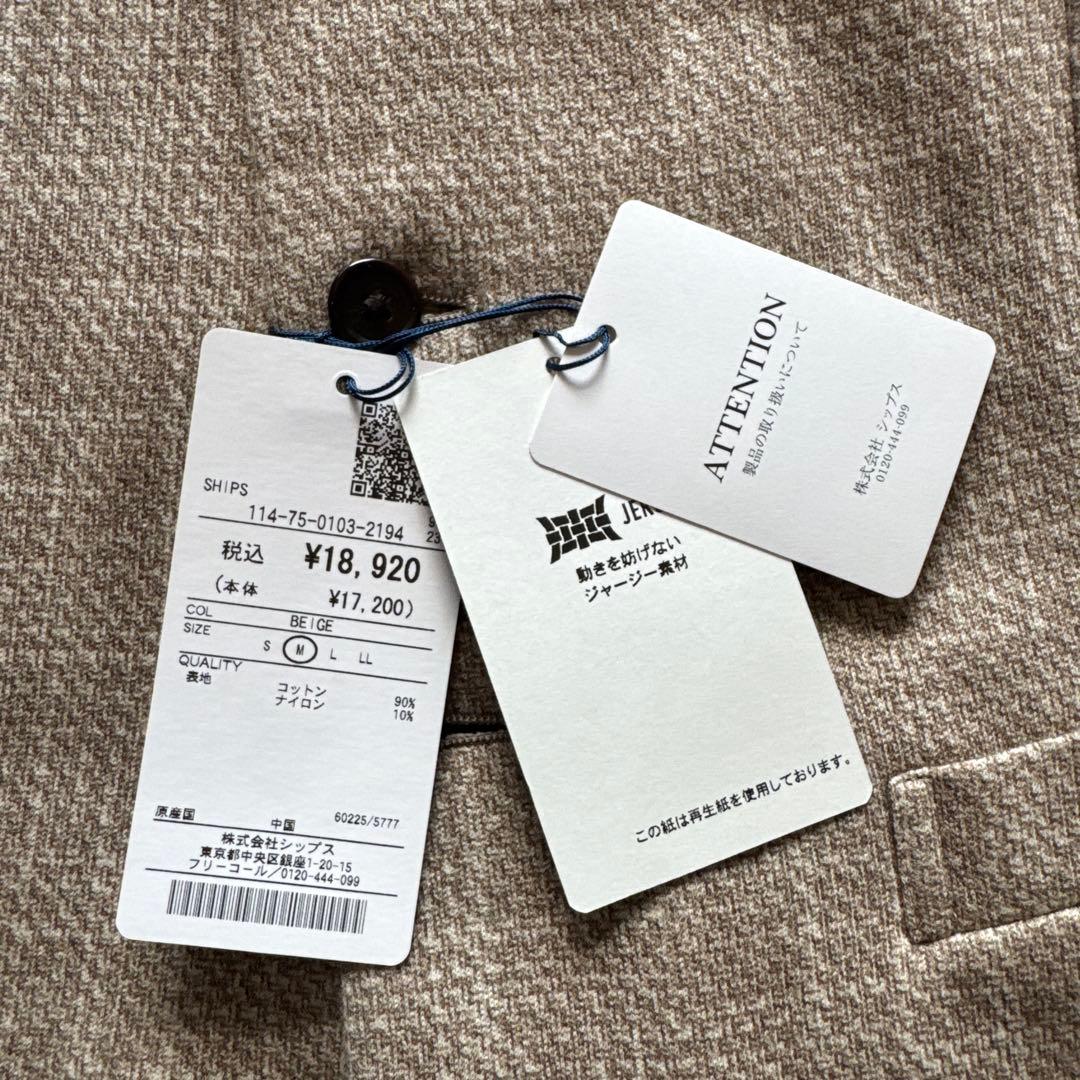 SHIPS
114-75-0103-2194
税込 ¥18,920
(本体 ¥17,200)
COL BEIGE
SIZE S M L LL
QUALITY
表地 コットン 90%
ナイロン 10%
原産国 中国 60225/5777
株式会社シップス
東京都中央区銀座1-20-15
フリーコール/0120-444-099
動きを妨げない
ジャージー素材
この紙は再生紙を使用しております。
ATTENTION
製品の取り扱いについて
株式会社 シップス
0120-444-099